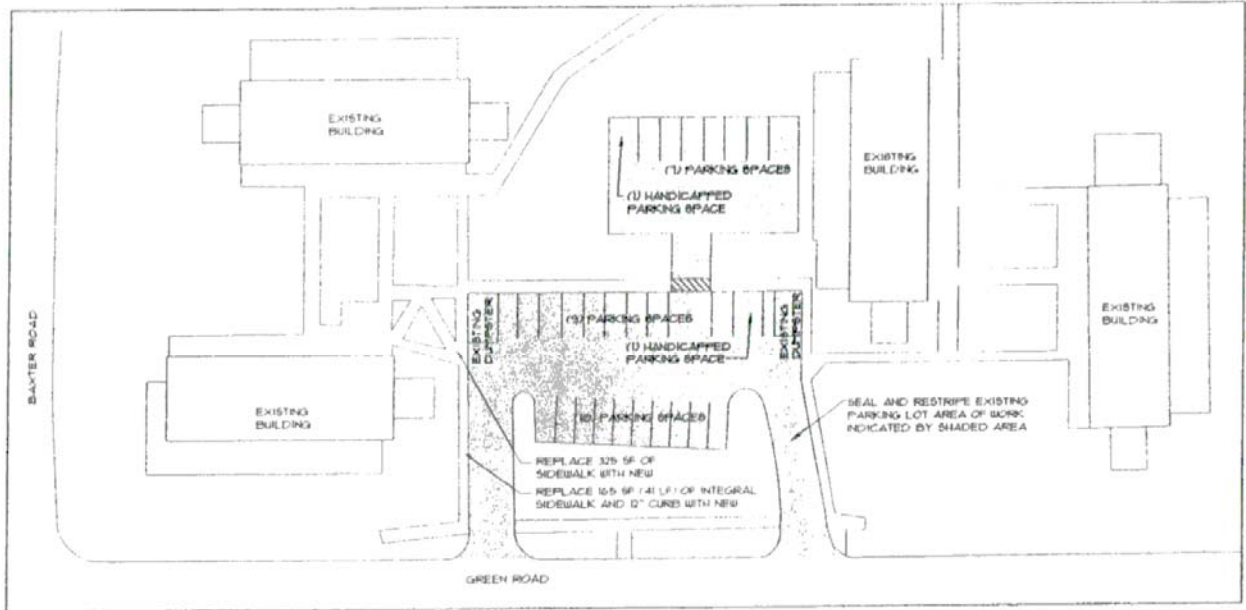 EXISTING
BUILDING
EXISTING
BUILDING
(7) PARKING SPACES
(1) HANDICAPPED
PARKING SPACE
EXISTING
BUILDING
BAXTER ROAD
EXISTING
DUMPSTER
PARKING SPACES
(1) HANDICAPPED
PARKING SPACE
EXISTING
DUMPSTER
EXISTING
BUILDING
PARKING SPACES
SEAL AND RESTRIPE EXISTING
PARKING LOT AREA OF WORK
INDICATED BY SHADED AREA
REPLACE 325 SF OF
SIDEWALK WITH NEW
REPLACE 165 SF (41 LF) OF INTEGRAL
SIDEWALK AND 12" CURB WITH NEW
GREEN ROAD